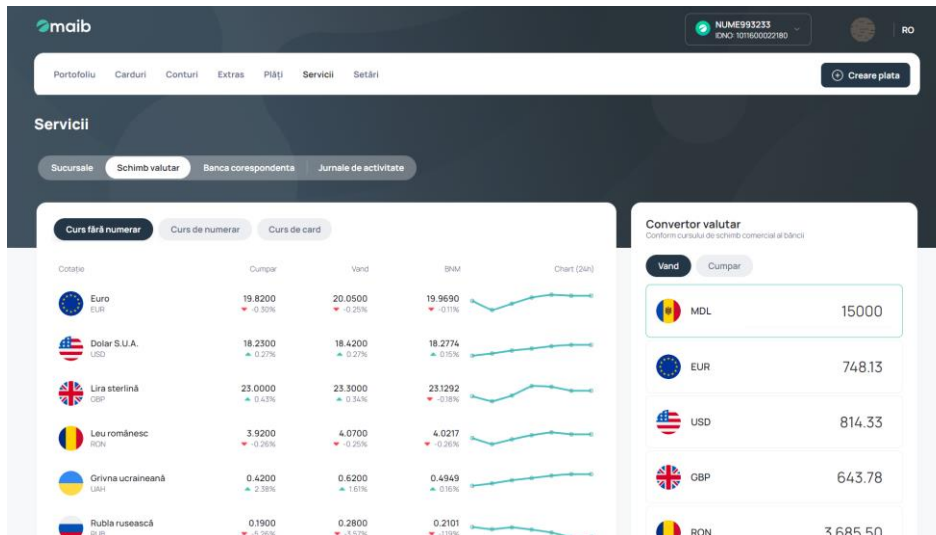 maib
NUME993233
IDNO: 1011600022180
RO
Portofoliu Carduri Conturi Extras Plăți Servicii Setări
Creare plata
Servicii
Sucursale Schimb valutar Banca corespondenta Jurnale de activitate
Curs fără numerar Curs de numerar Curs de card
Cotație Cumpar Vand BNM Chart (24h)
Euro 19.8200 20.0500 19.9690
EUR -0.30% -0.25% -0.11%
Dolar S.U.A. 18.2300 18.4200 18.2774
USD 0.27% 0.27% 0.15%
Lira sterlină 23.0000 23.3000 23.1292
GBP 0.43% 0.34% -0.18%
Leu românesc 3.9200 4.0700 4.0217
RON -0.26% -0.25% -0.26%
Grivna ucraineană 0.4200 0.6200 0.4949
UAH 2.38% 1.61% 0.16%
Rubla rusească 0.1900 0.2800 0.2101
RUB -5.26% -3.57% -1.19%
Convertor valutar
Conform cursului de schimb comercial al băncii
Vand Cumpar
MDL 15000
EUR 748.13
USD 814.33
GBP 643.78
RON 3 685.50